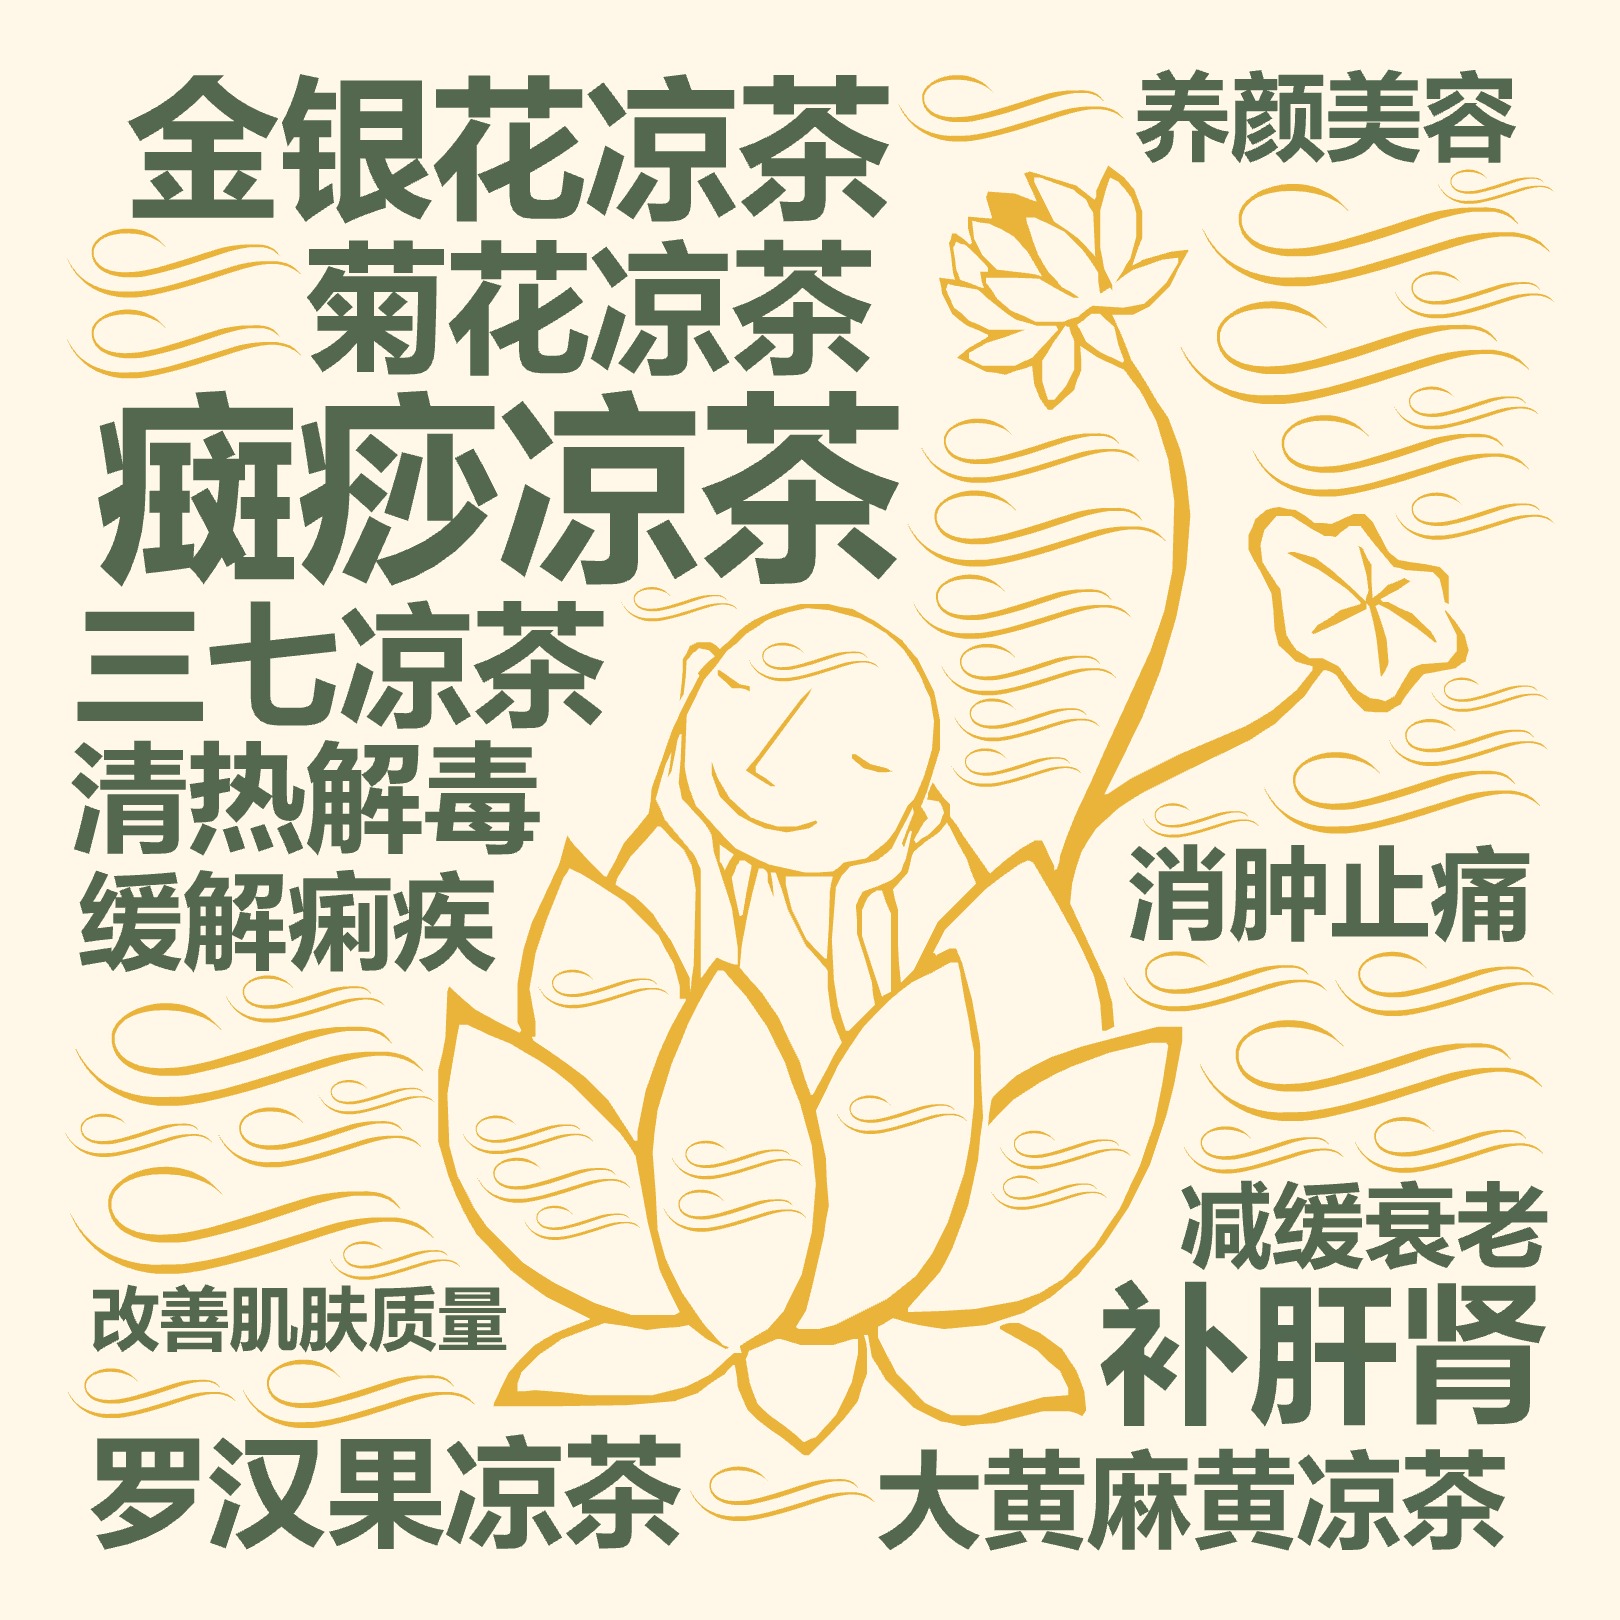 金银花凉茶
养颜美容
菊花凉茶
癍痧凉茶
三七凉茶
清热解毒
缓解痢疾
消肿止痛
减缓衰老
改善肌肤质量
补肝肾
罗汉果凉茶
大黄麻黄凉茶